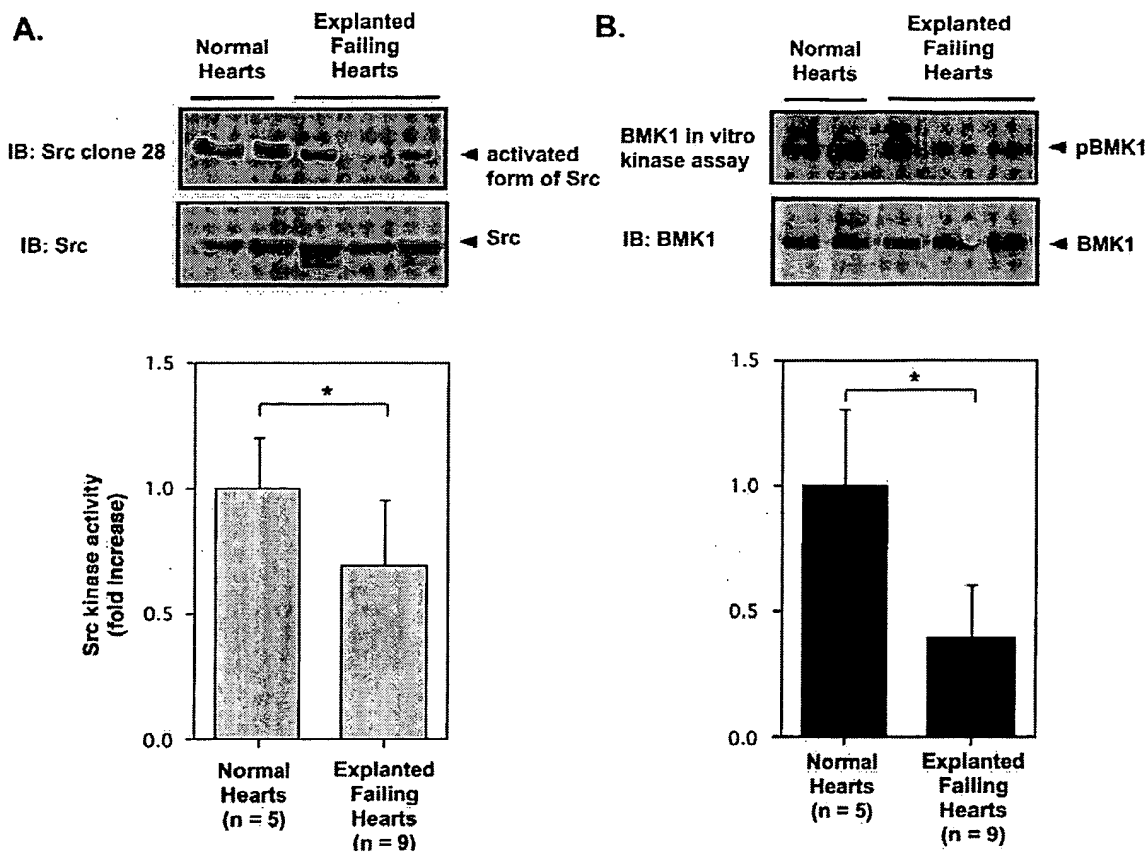 A.
Normal
Hearts
Explanted
Failing
Hearts
IB: Src clone 28
activated
form of Src
IB: Src
Src
1.5
1.0
0.5
0.0
Src kinase activity
(fold increase)
*
Normal
Hearts
(n = 5)
Explanted
Failing
Hearts
(n = 9)
B.
Normal
Hearts
Explanted
Failing
Hearts
BMK1 in vitro
kinase assay
pBMK1
IB: BMK1
BMK1
1.5
1.0
0.5
0.0
*
Normal
Hearts
(n = 5)
Explanted
Failing
Hearts
(n = 9)